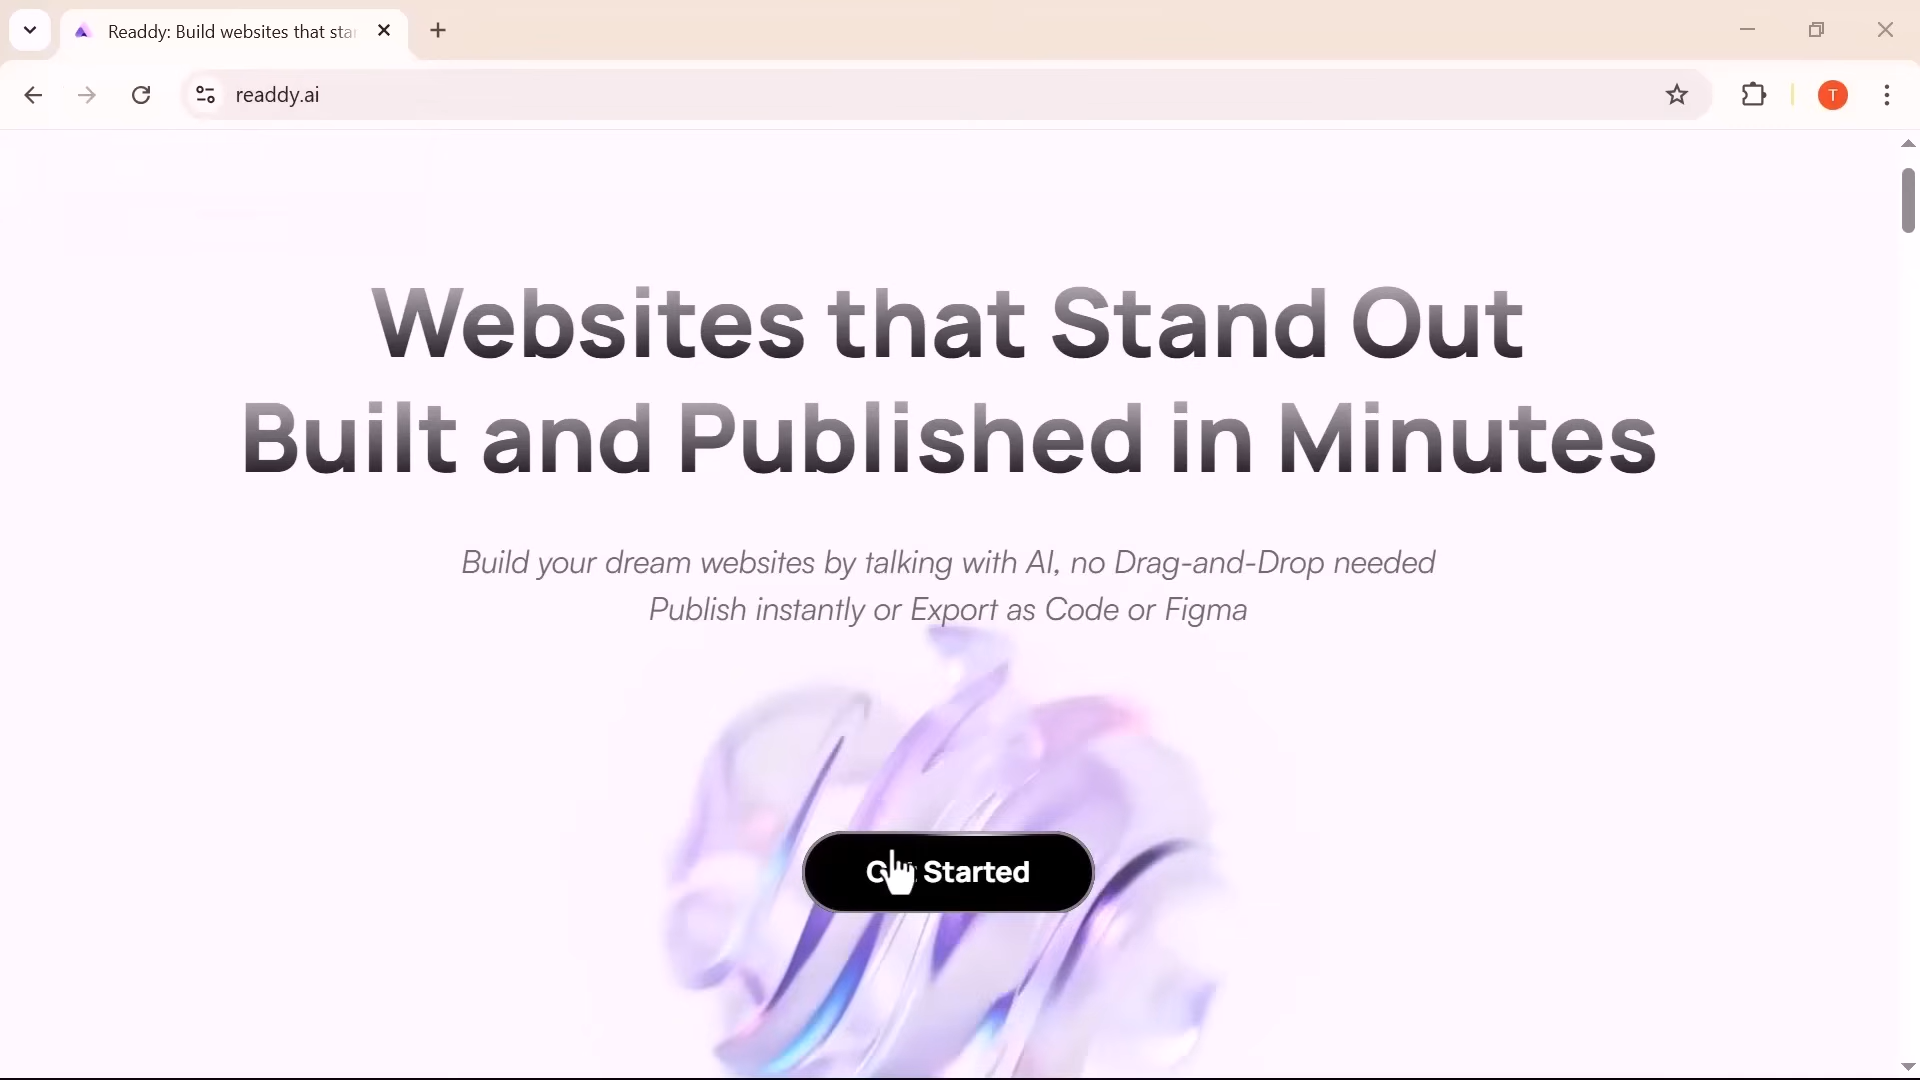 Readdy: Build websites that sta
readdy.ai
T
Websites that Stand Out
Built and Published in Minutes
Build your dream websites by talking with AI, no Drag-and-Drop needed
Publish instantly or Export as Code or Figma
Started